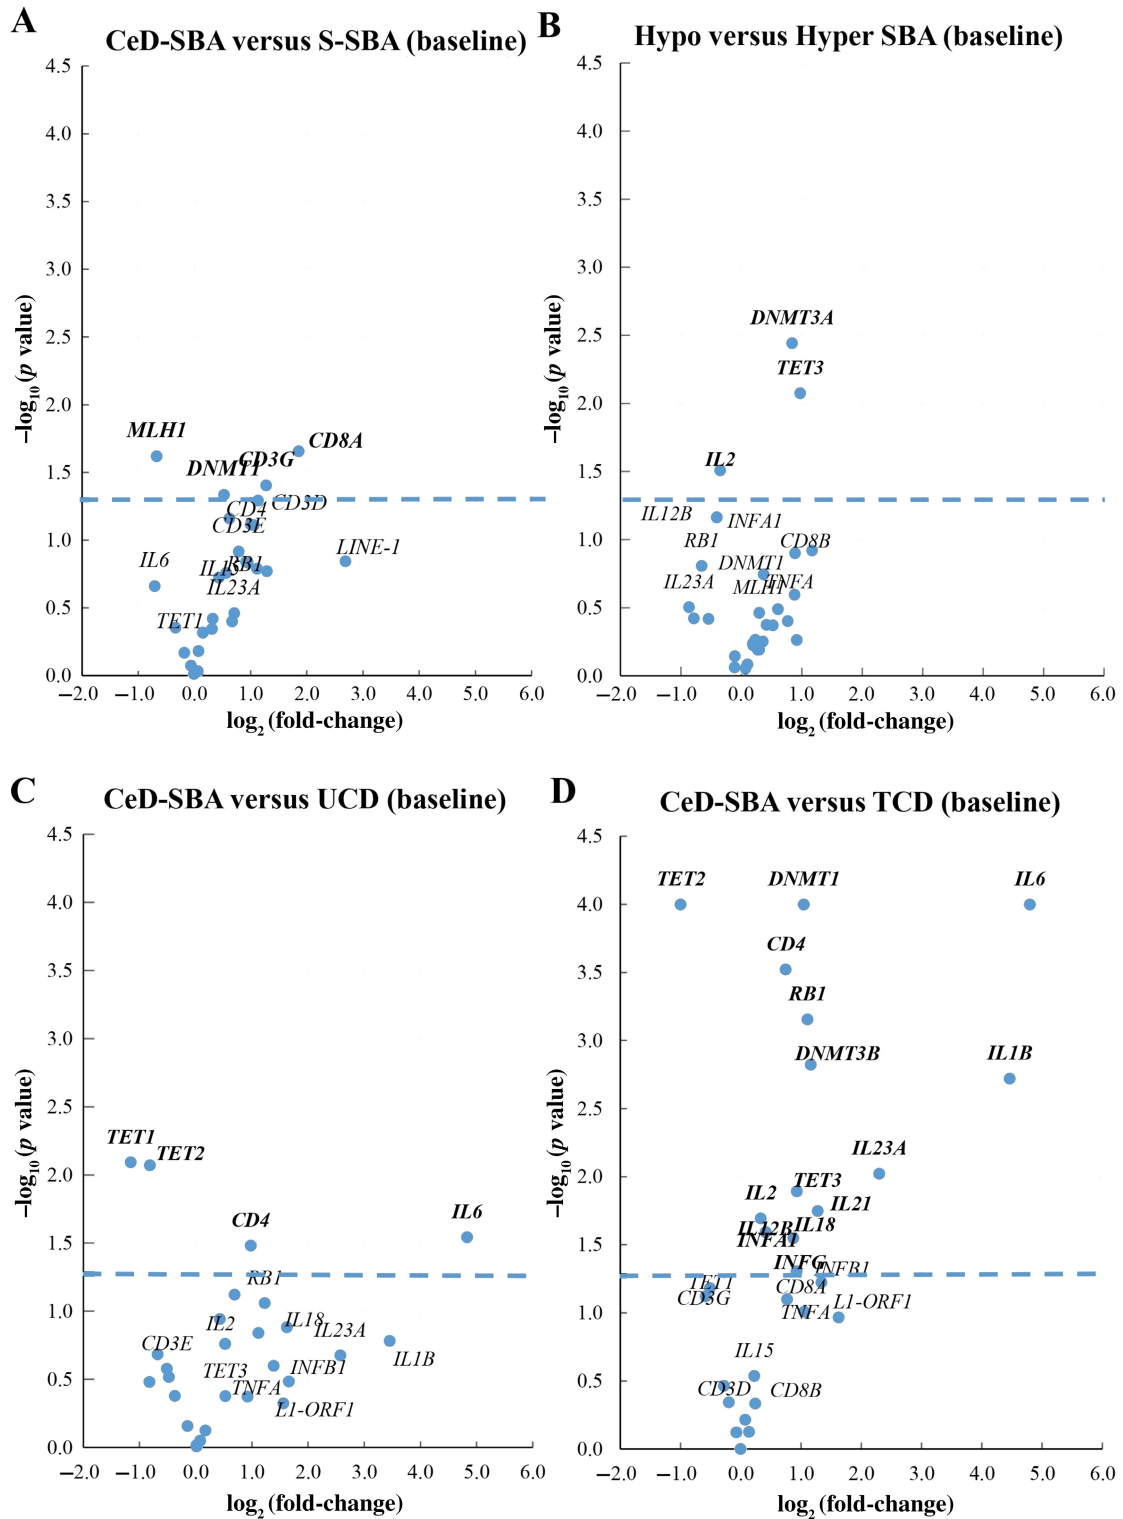 A
CeD-SBA versus S-SBA (baseline)
4.5
4.0
3.5
3.0
2.5
2.0
1.5
1.0
0.5
0.0
−log10 (p value)
MLH1
CD8A
CD3G
DNMT1
CD3D
CD4
CD3E
LINE-1
IL6
IL15
RB1
IL23A
TET1
−2.0 −1.0 0.0 1.0 2.0 3.0 4.0 5.0 6.0
log2 (fold-change)
B
Hypo versus Hyper SBA (baseline)
4.5
4.0
3.5
3.0
2.5
2.0
1.5
1.0
0.5
0.0
−log10 (p value)
DNMT3A
TET3
IL2
IL12B
INFA1
RB1
CD8B
DNMT1
IL23A
MLH1
TNFA
−2.0 −1.0 0.0 1.0 2.0 3.0 4.0 5.0 6.0
log2 (fold-change)
C
CeD-SBA versus UCD (baseline)
4.5
4.0
3.5
3.0
2.5
2.0
1.5
1.0
0.5
0.0
−log10 (p value)
TET1
TET2
CD4
IL6
RB1
IL2
IL18
IL23A
CD3E
IL1B
TET3
INFB1
TNFA
L1-ORF1
−2.0 −1.0 0.0 1.0 2.0 3.0 4.0 5.0 6.0
log2 (fold-change)
D
CeD-SBA versus TCD (baseline)
4.5
4.0
3.5
3.0
2.5
2.0
1.5
1.0
0.5
0.0
−log10 (p value)
TET2
DNMT1
IL6
CD4
RB1
DNMT3B
IL1B
IL23A
TET3
IL2
IL21
IL12B
IL18
INFA1
INFG
INFB1
TET1
CD8A
CD3G
TNFA
L1-ORF1
IL15
CD3D
CD8B
−2.0 −1.0 0.0 1.0 2.0 3.0 4.0 5.0 6.0
log2 (fold-change)